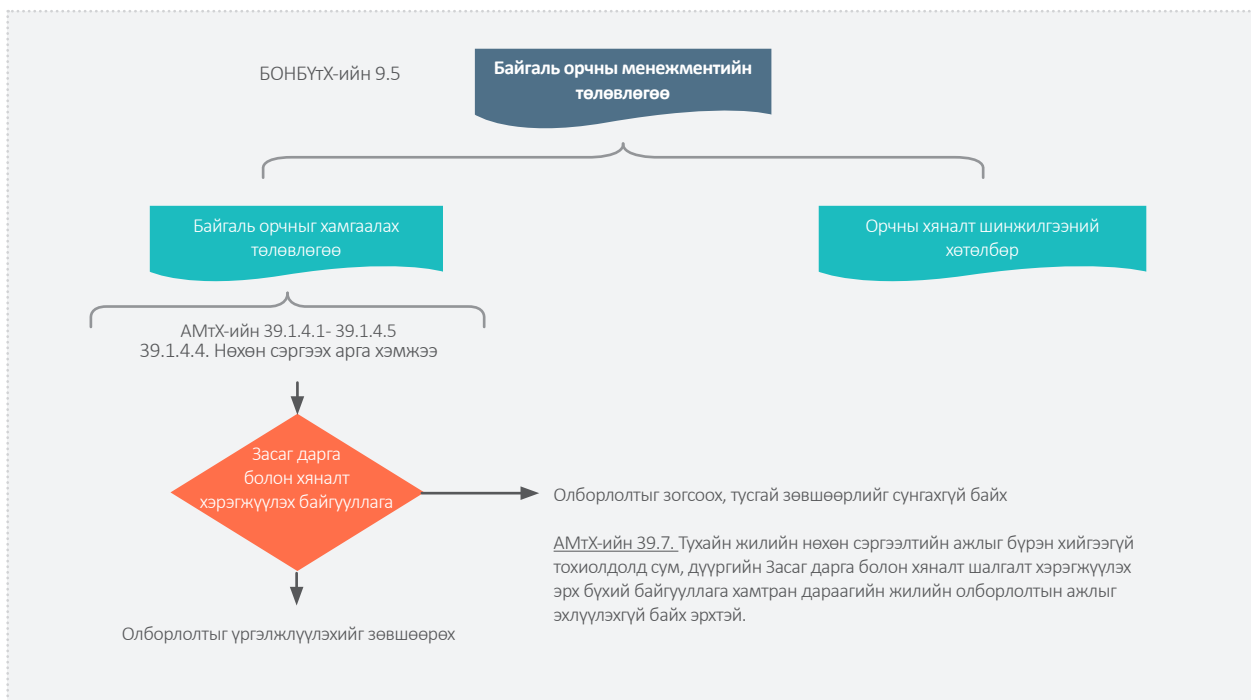 БОНБҮтХ-ийн 9.5
Байгаль орчны менежментийн
төлөвлөгөө
Байгаль орчныг хамгаалах
төлөвлөгөө
Орчны хяналт шинжилгээний
хөтөлбөр
АМтХ-ийн 39.1.4.1- 39.1.4.5
39.1.4.4. Нөхөн сэргээх арга хэмжээ
Засаг дарга
болон хяналт
хэрэгжүүлэх байгууллага
Олборлолтыг зогсоох, тусгай зөвшөөрлийг сунгахгүй байх
АМтХ-ийн 39.7. Тухайн жилийн нөхөн сэргээлтийн ажлыг бүрэн хийгээгүй
тохиолдолд сум, дүүргийн Засаг дарга болон хяналт шалгалт хэрэгжүүлэх
эрх бүхий байгууллага хамтран дараагийн жилийн олборлолтын ажлыг
эхлүүлэхгүй байх эрхтэй.
Олборлолтыг үргэлжлүүлэхийг зөвшөөрөх